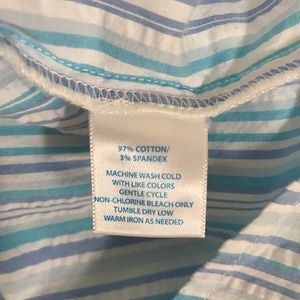 97% COTTON/
3% SPANDEX
MACHINE WASH COLD
WITH LIKE COLORS
GENTLE CYCLE
NON-CHLORINE BLEACH ONLY
TUMBLE DRY LOW
WARM IRON AS NEEDED